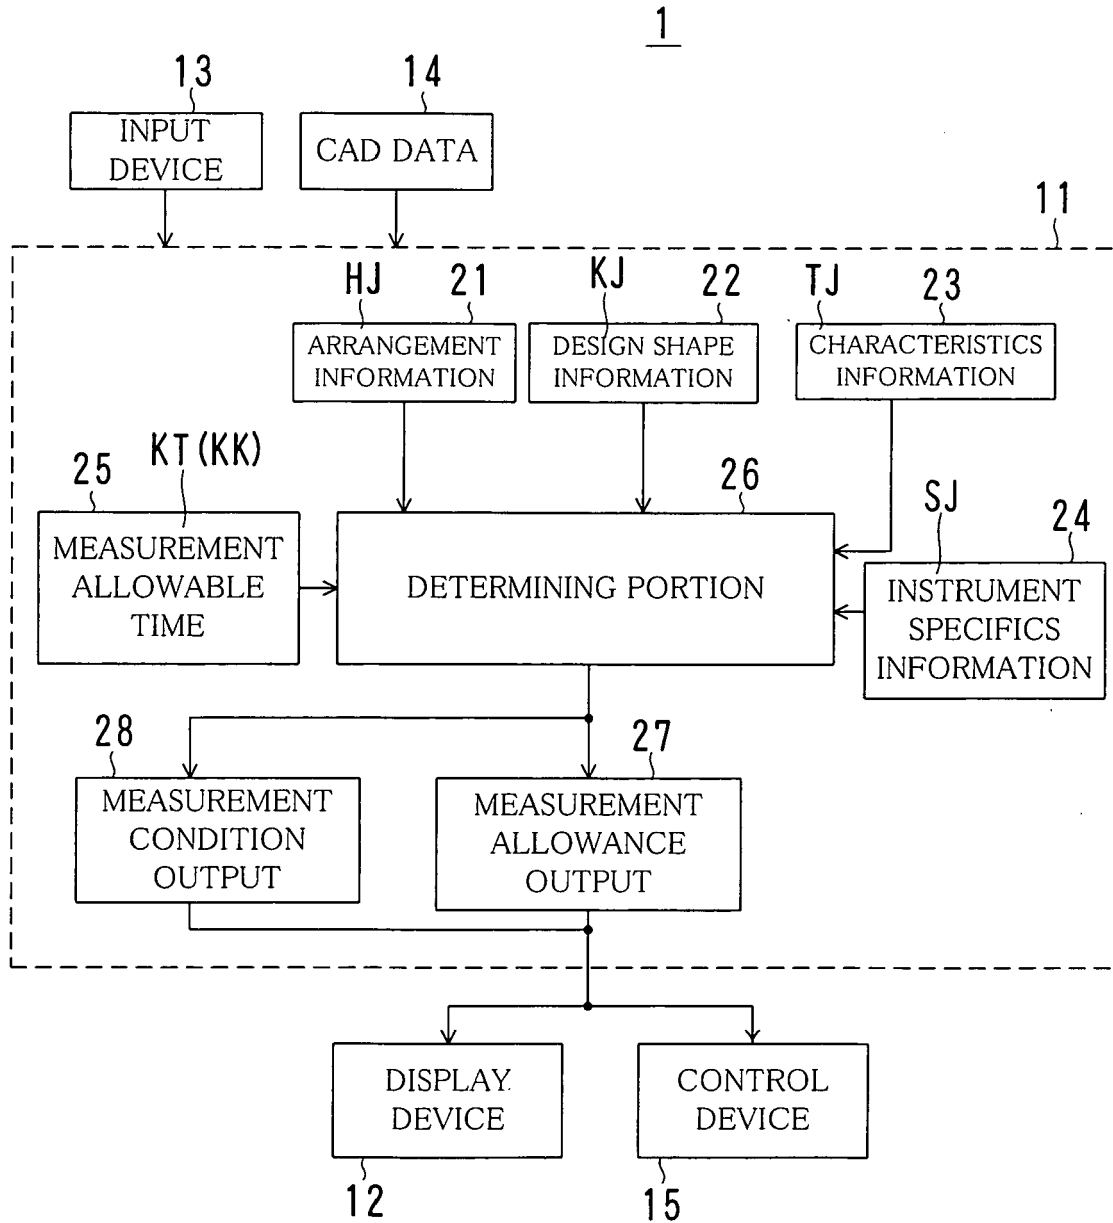 1
13
14
INPUT
DEVICE
CAD DATA
11
HJ
21
KJ
22
TJ
23
ARRANGEMENT
INFORMATION
DESIGN SHAPE
INFORMATION
CHARACTERISTICS
INFORMATION
KT(KK)
25
26
SJ
24
MEASUREMENT
ALLOWABLE
TIME
DETERMINING PORTION
INSTRUMENT
SPECIFICS
INFORMATION
28
27
MEASUREMENT
CONDITION
OUTPUT
MEASUREMENT
ALLOWANCE
OUTPUT
DISPLAY
DEVICE
CONTROL
DEVICE
12
15